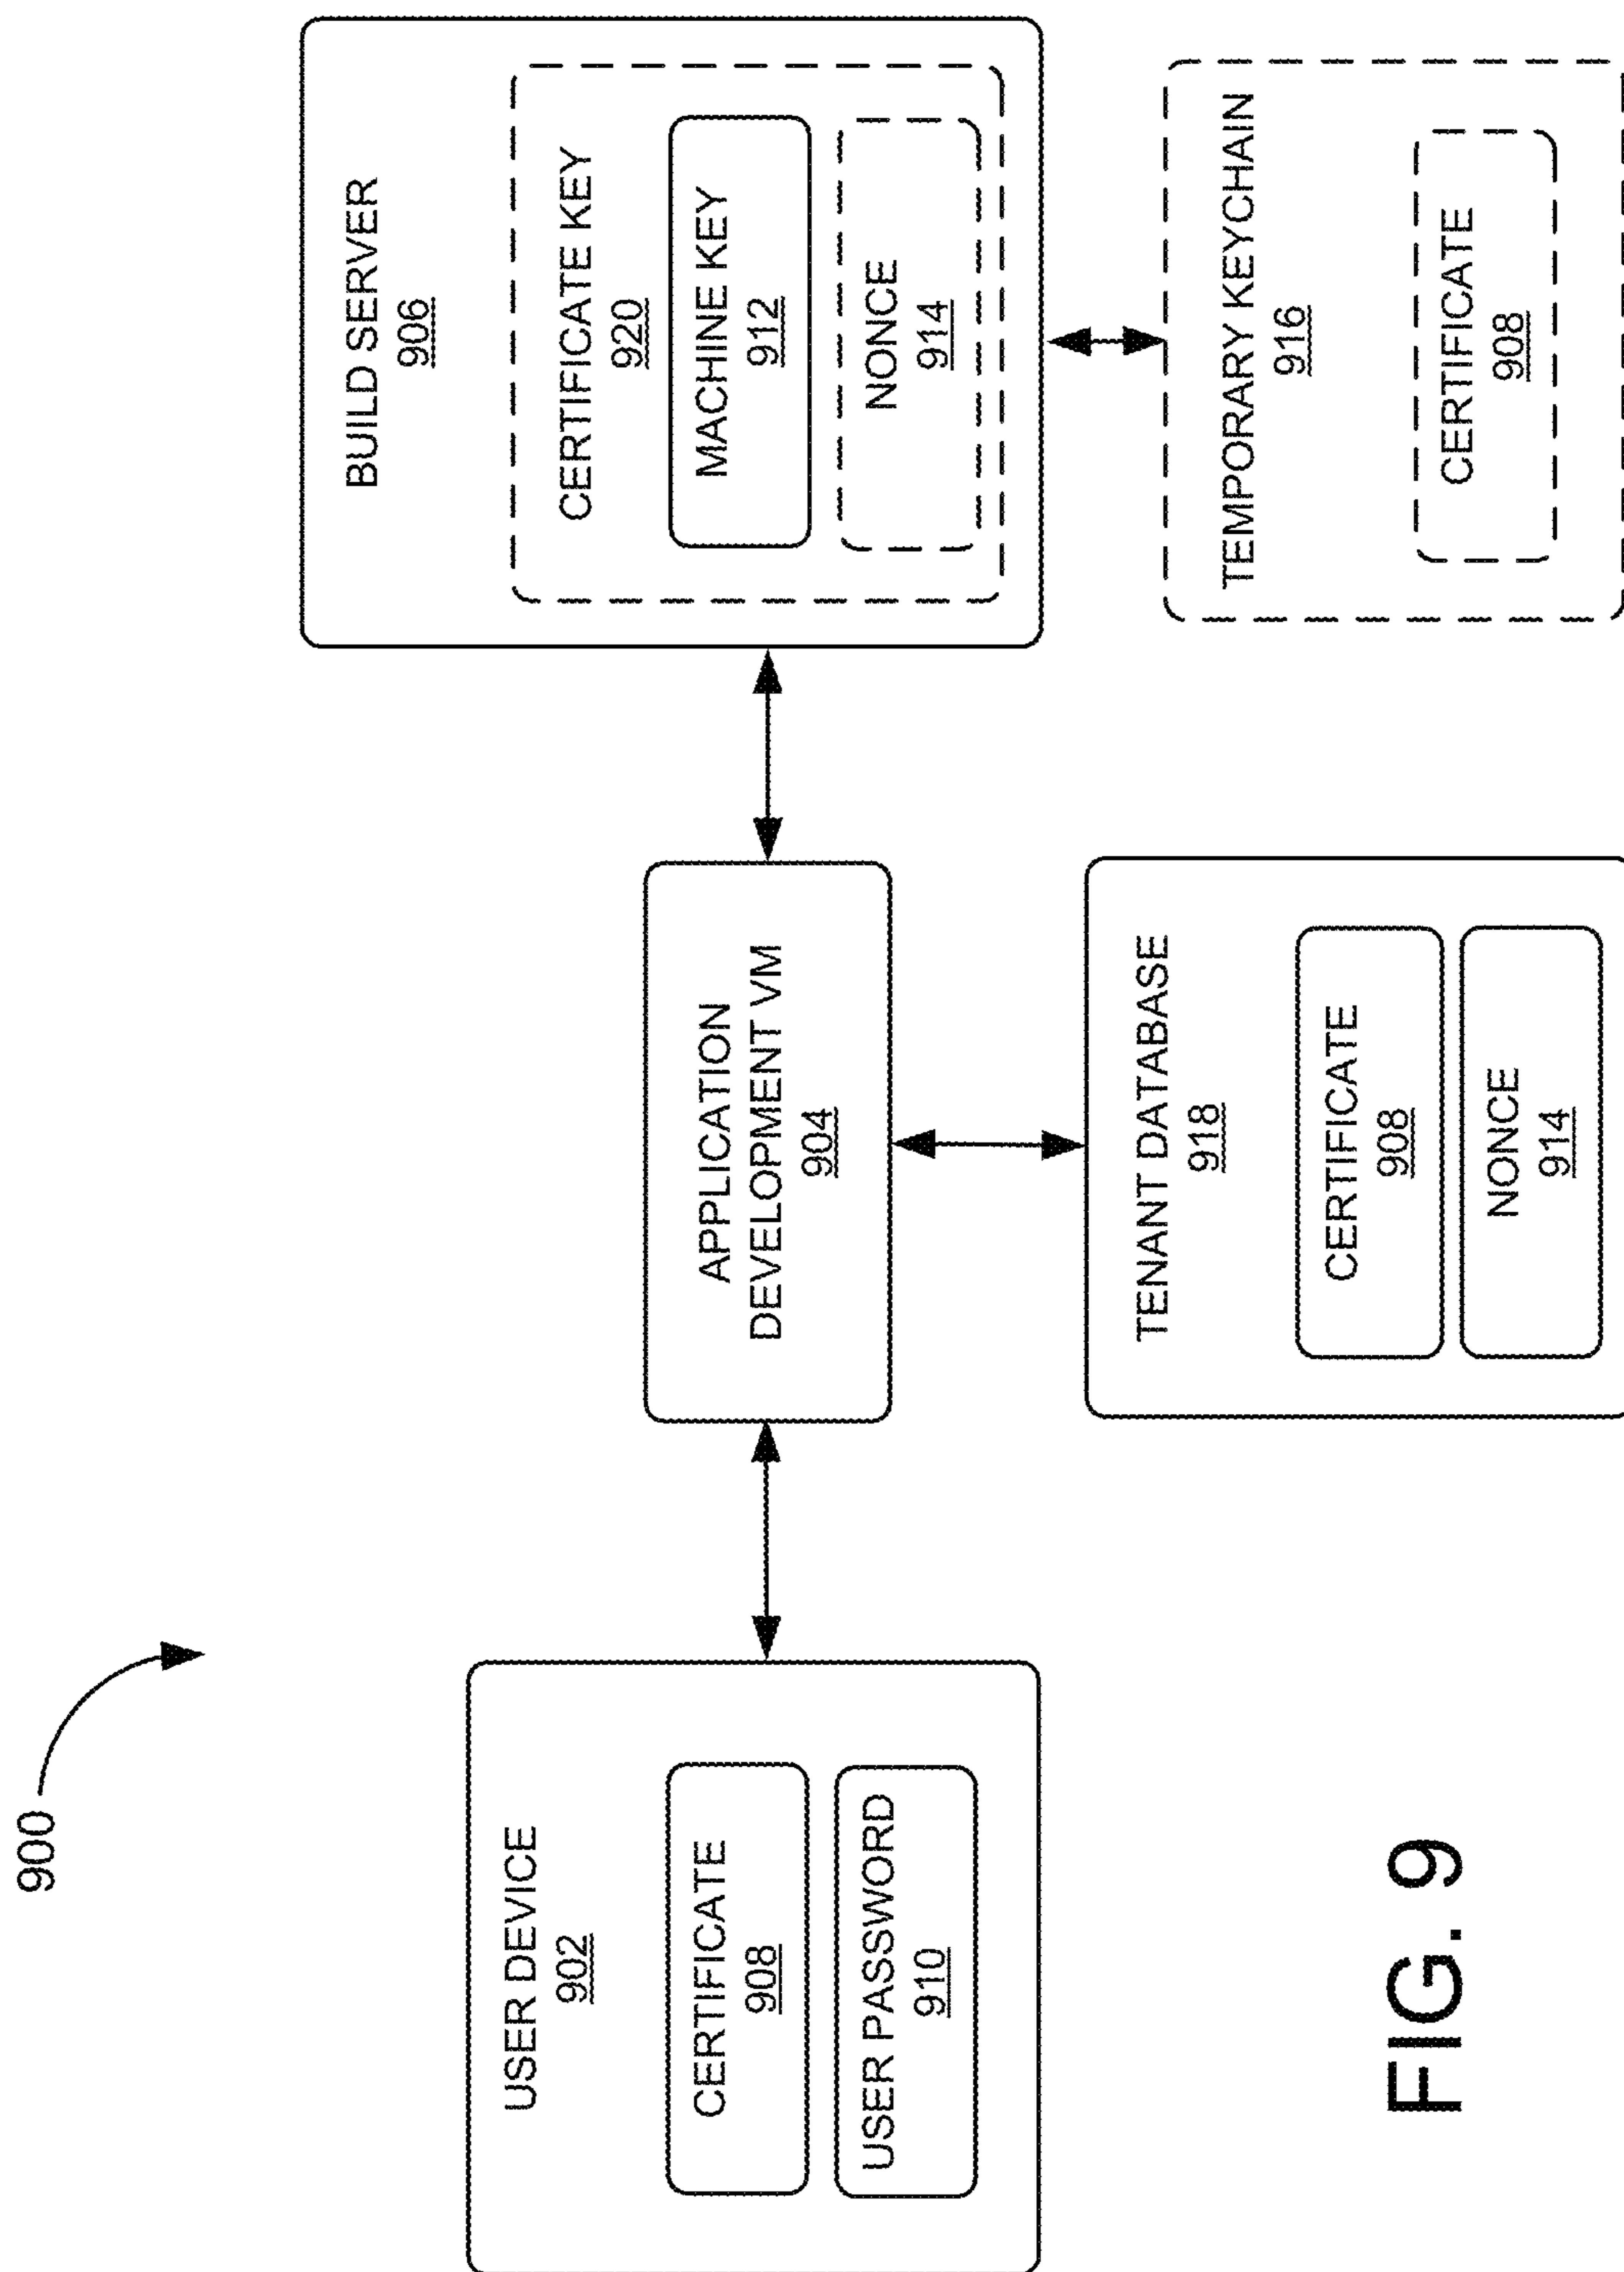 900
USER DEVICE
902
CERTIFICATE
908
USER PASSWORD
910
APPLICATION
DEVELOPMENT VM
904
TENANT DATABASE
918
CERTIFICATE
908
NONCE
914
BUILD SERVER
906
CERTIFICATE KEY
920
MACHINE KEY
912
NONCE
914
TEMPORARY KEYCHAIN
916
CERTIFICATE
908
FIG. 9